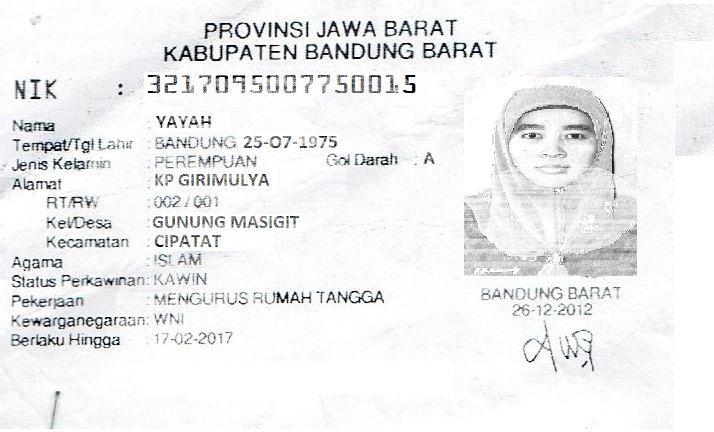 PROVINSI JAWA BARAT
KABUPATEN BANDUNG BARAT
NIK : 3217095007750015
Nama : YAYAH
Tempat/Tgl Lahir : BANDUNG 25-07-1975
Jenis Kelamin : PEREMPUAN Gol Darah : A
Alamat : KP GIRIMULYA
RT/RW : 002 / 001
Kel/Desa : GUNUNG MASIGIT
Kecamatan : CIPATAT
Agama : ISLAM
Status Perkawinan: KAWIN
Pekerjaan : MENGURUS RUMAH TANGGA
Kewarganegaraan: WNI
Berlaku Hingga : 17-02-2017
BANDUNG BARAT
26-12-2012